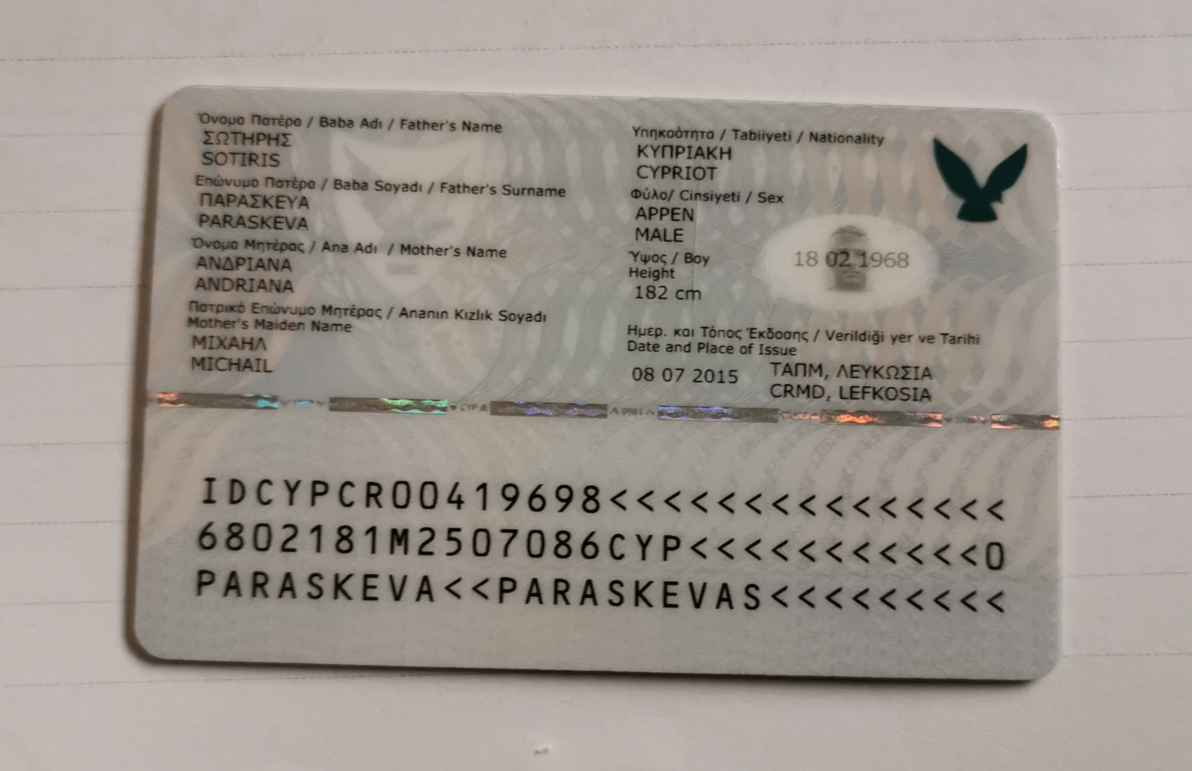 Όνομα Πατέρα / Baba Adı / Father's Name
ΣΩΤΗΡΗΣ
SOTIRIS
Επώνυμο Πατέρα / Baba Soyadı / Father's Surname
ΠΑΡΑΣΚΕΥΑ
PARASKEVA
Όνομα Μητέρας / Ana Adı / Mother's Name
ΑΝΔΡΙΑΝΑ
ANDRIANA
Πατρικό Επώνυμο Μητέρας / Ananin Kızlık Soyadı
Mother's Maiden Name
ΜΙΧΑΗΛ
MICHAIL
Υπηκοότητα / Tabiiyeti / Nationality
ΚΥΠΡΙΑΚΗ
CYPRIOT
Φύλο/ Cinsiyeti / Sex
ΑΡΡΕΝ
MALE
Ύψος / Boy
Height
182 cm
18 02 1968
Ημερ. και Τόπος Έκδοσης / Verildiği yer ve Tarihi
Date and Place of Issue
08 07 2015 ΤΑΠΜ, ΛΕΥΚΩΣΙΑ
CRMD, LEFKOSIA
IDCYPCR00419698<<<<<<<<<<<<<<<
6802181M2507086CYP<<<<<<<<<<<0
PARASKEVA<<PARASKEVAS<<<<<<<<<